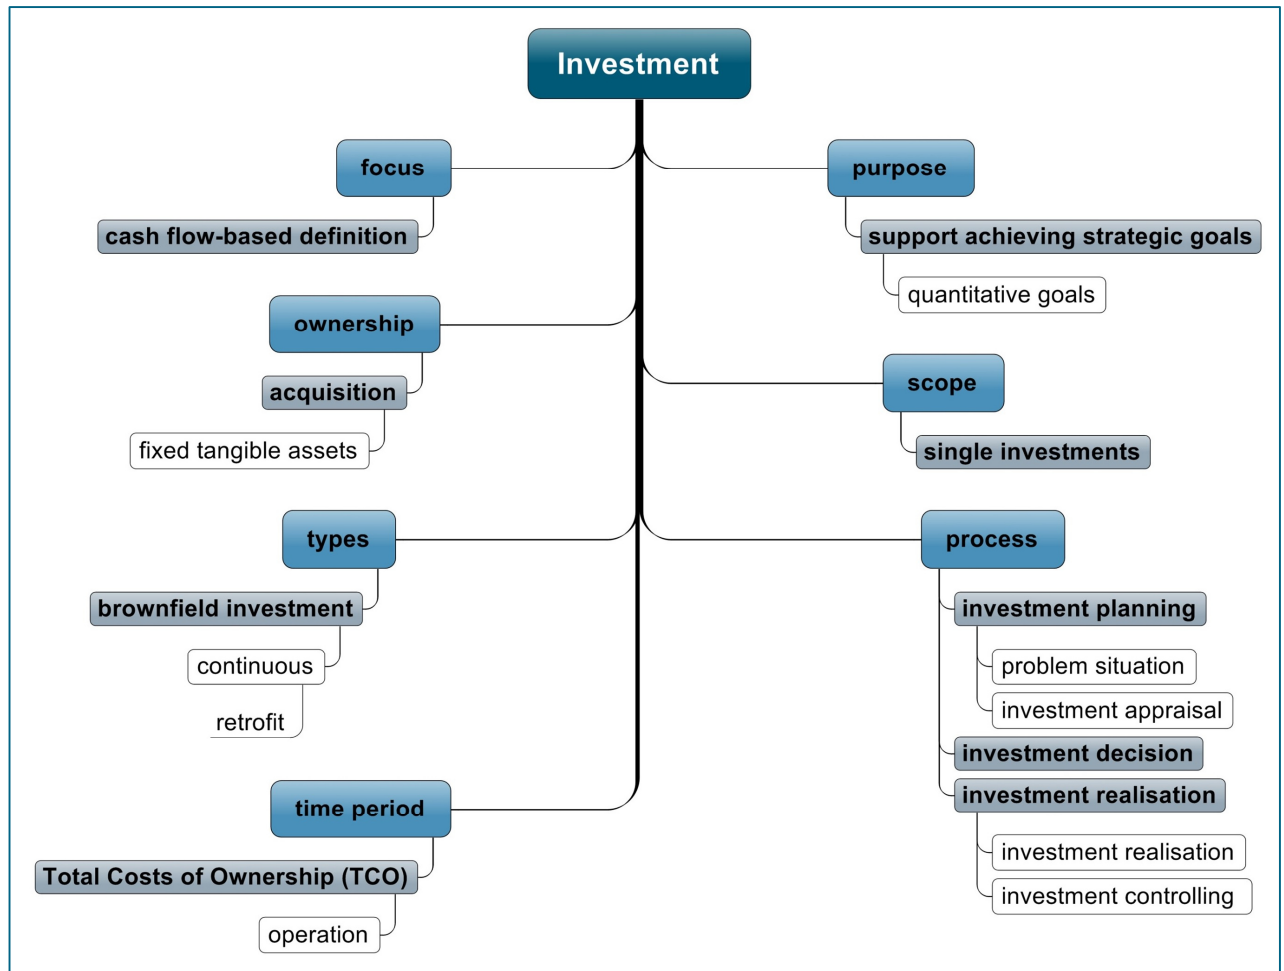 Investment
focus
cash flow-based definition
ownership
acquisition
fixed tangible assets
types
brownfield investment
continuous
retrofit
time period
Total Costs of Ownership (TCO)
operation
purpose
support achieving strategic goals
quantitative goals
scope
single investments
process
investment planning
problem situation
investment appraisal
investment decision
investment realisation
investment realisation
investment controlling